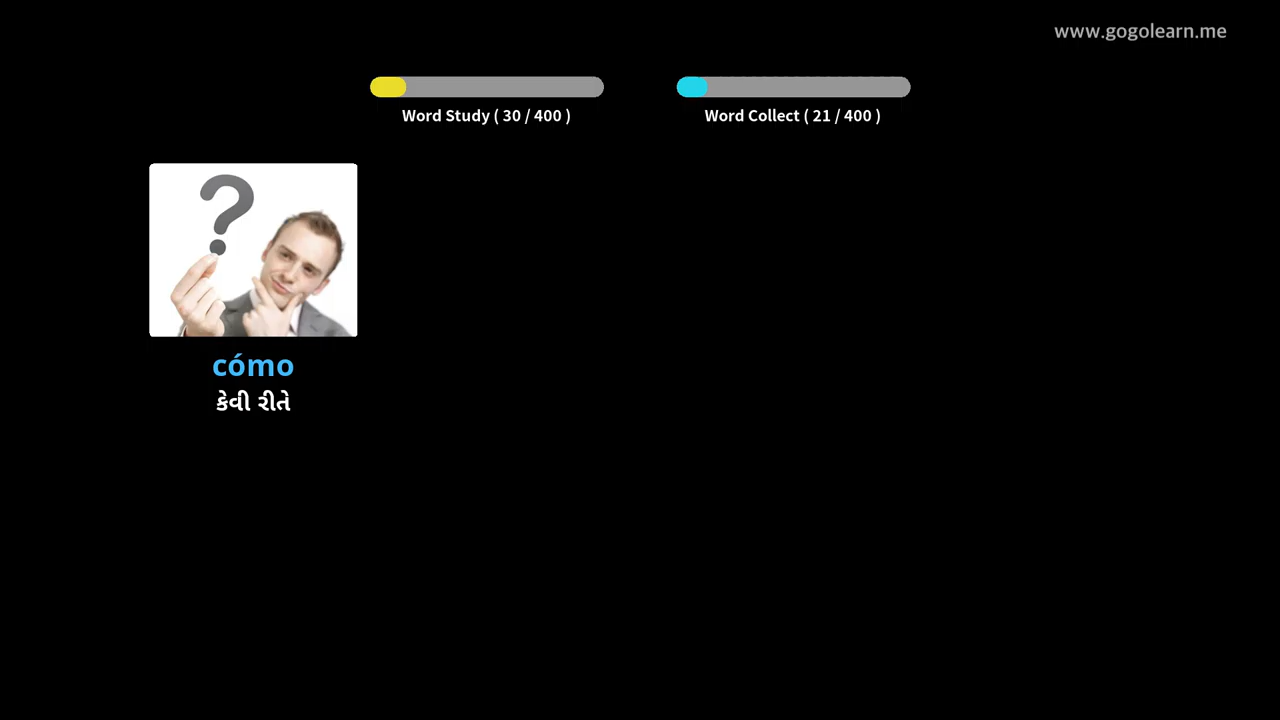 www.gogolearn.me
Word Study ( 30 / 400 )
Word Collect ( 21 / 400 )
?
cómo
કેવી રીતે